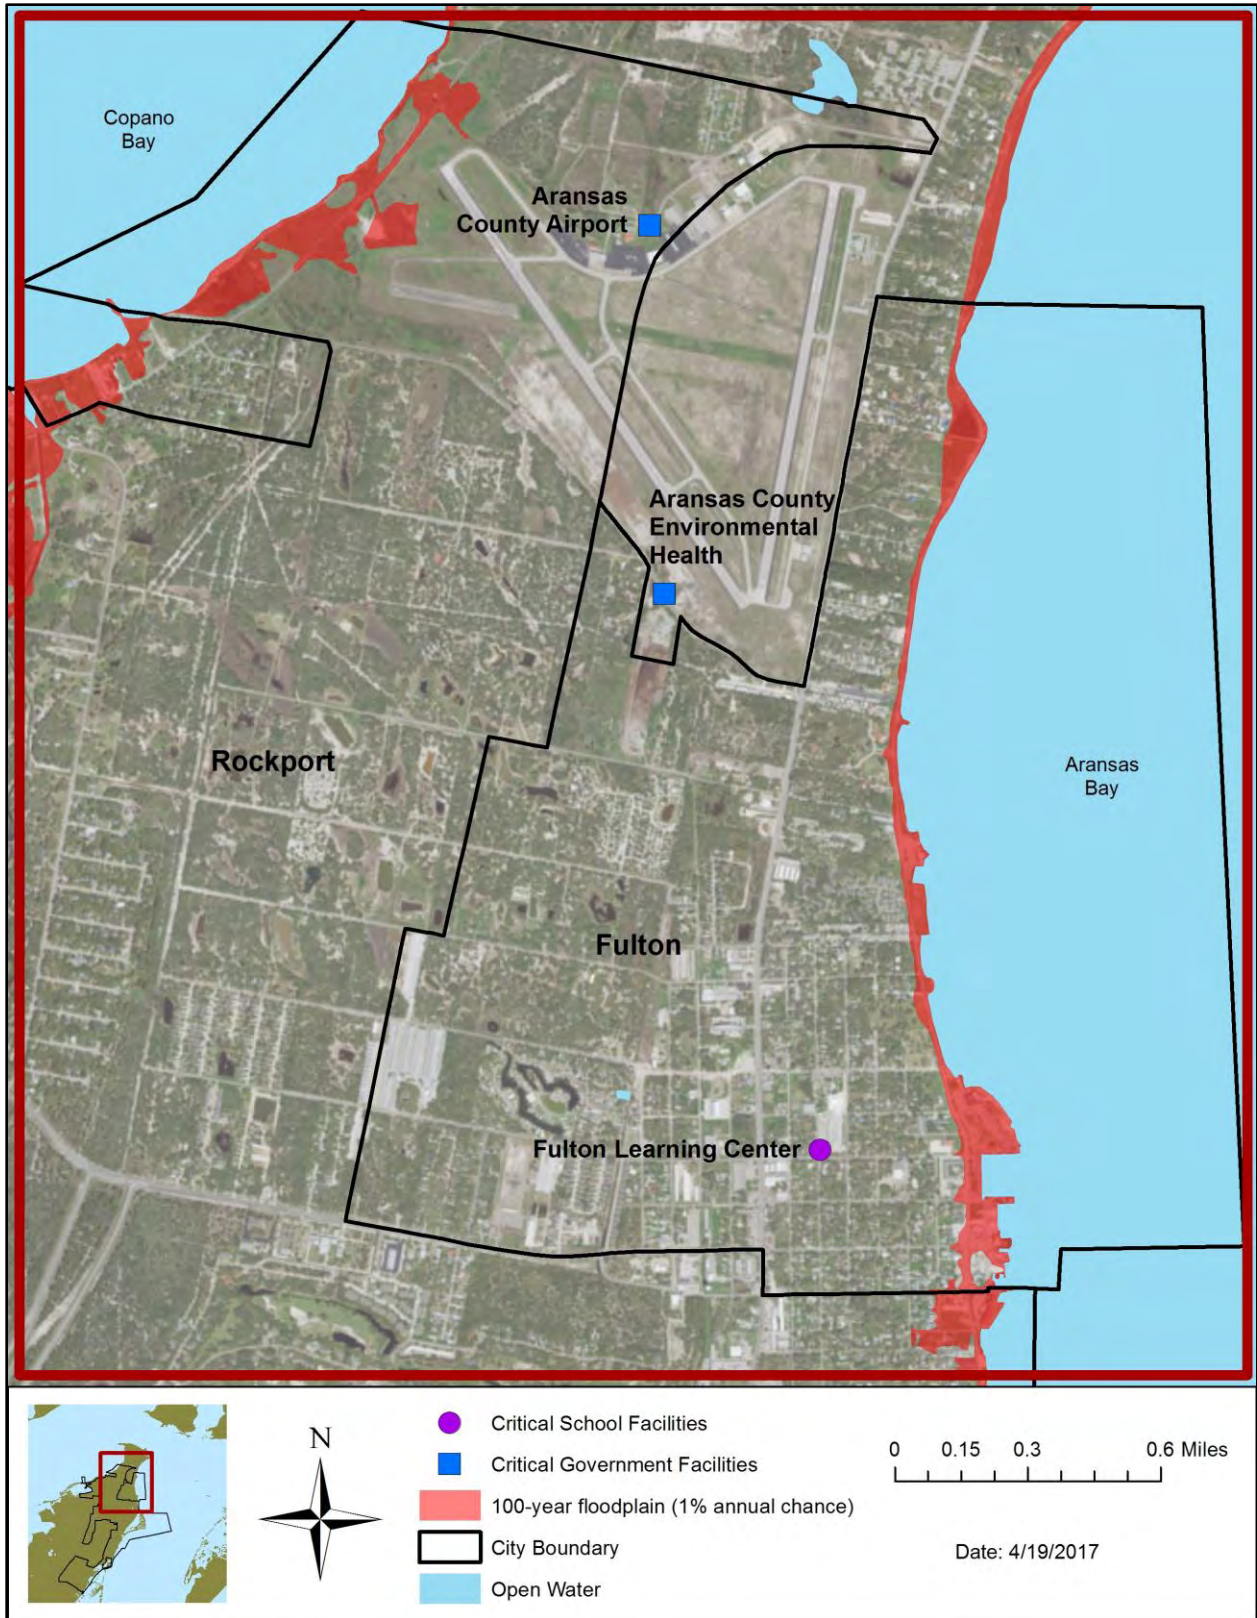 Copano
Bay
Aransas
County Airport
Aransas County
Environmental
Health
Rockport
Aransas
Bay
Fulton
Fulton Learning Center
N
Critical School Facilities
Critical Government Facilities
100-year floodplain (1% annual chance)
City Boundary
Open Water
0 0.15 0.3 0.6 Miles
Date: 4/19/2017